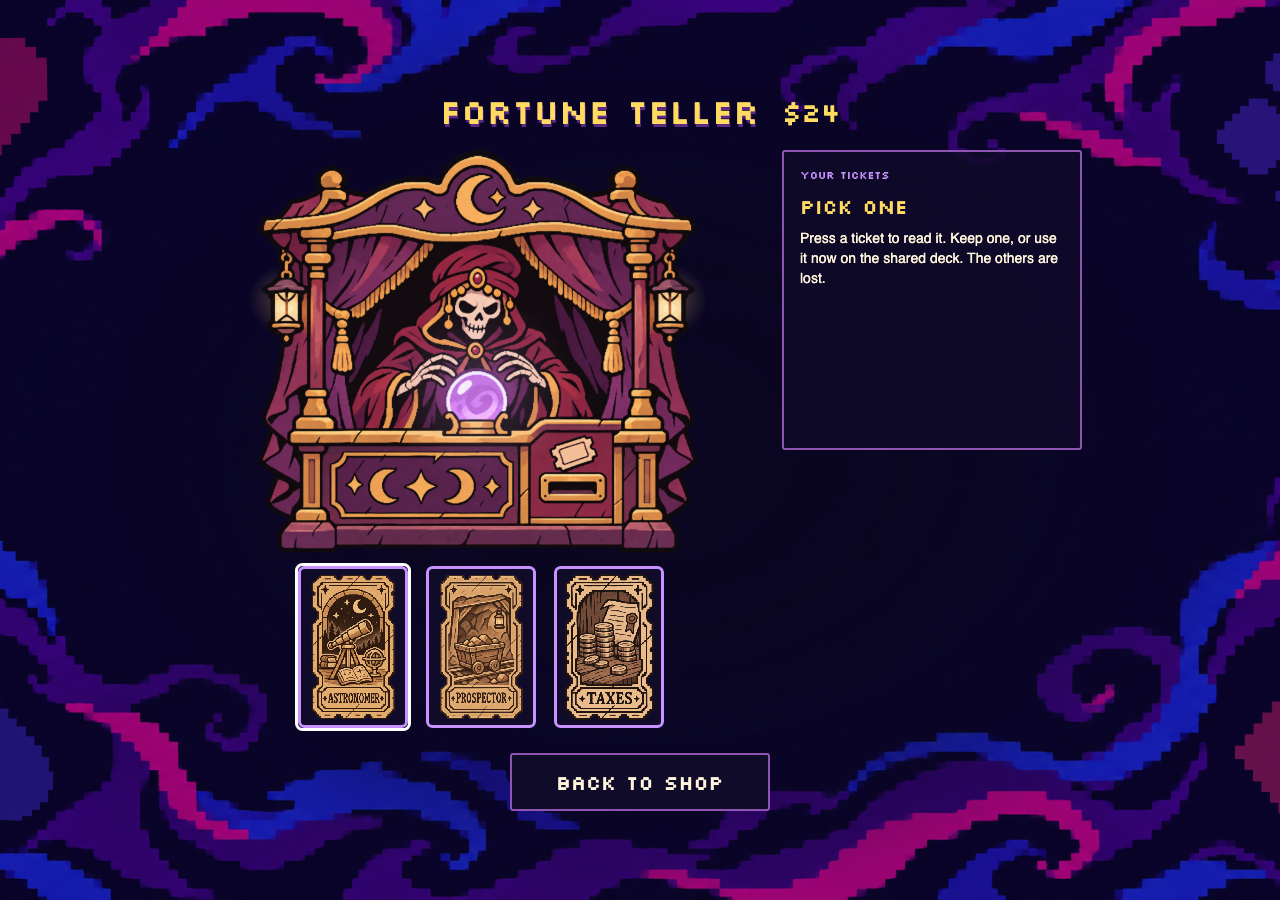 FORTUNE TELLER $24
YOUR TICKETS
PICK ONE
Press a ticket to read it. Keep one, or use
it now on the shared deck. The others are
lost.
ASTRONOMER
PROSPECTOR
TAXES
BACK TO SHOP